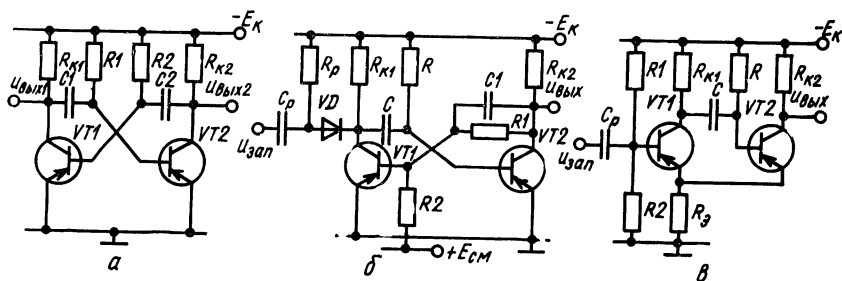 -Eк
Rк1 R1 R2 Rк2
Uвых1 C1 C2 Uвых2
VT1 VT2
а
-Eк
Rр Rк1 R Rк2
Cр VD C C1 R1 Uвых
Uзап VT1 VT2
R2
+Eсм
б
-Eк
R1 Rк1 R Rк2
VT1 C VT2 Uвых
Cр
Uзап
R2 Rэ
в